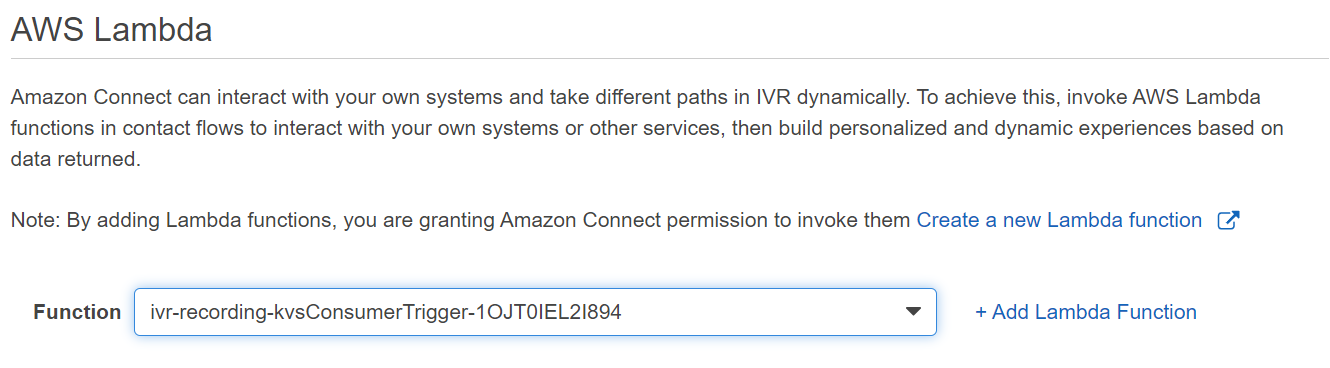 AWS Lambda
Amazon Connect can interact with your own systems and take different paths in IVR dynamically. To achieve this, invoke AWS Lambda
functions in contact flows to interact with your own systems or other services, then build personalized and dynamic experiences based on
data returned.
Note: By adding Lambda functions, you are granting Amazon Connect permission to invoke them Create a new Lambda function
Function ivr-recording-kvsConsumerTrigger-1OJT0IEL2I894 + Add Lambda Function